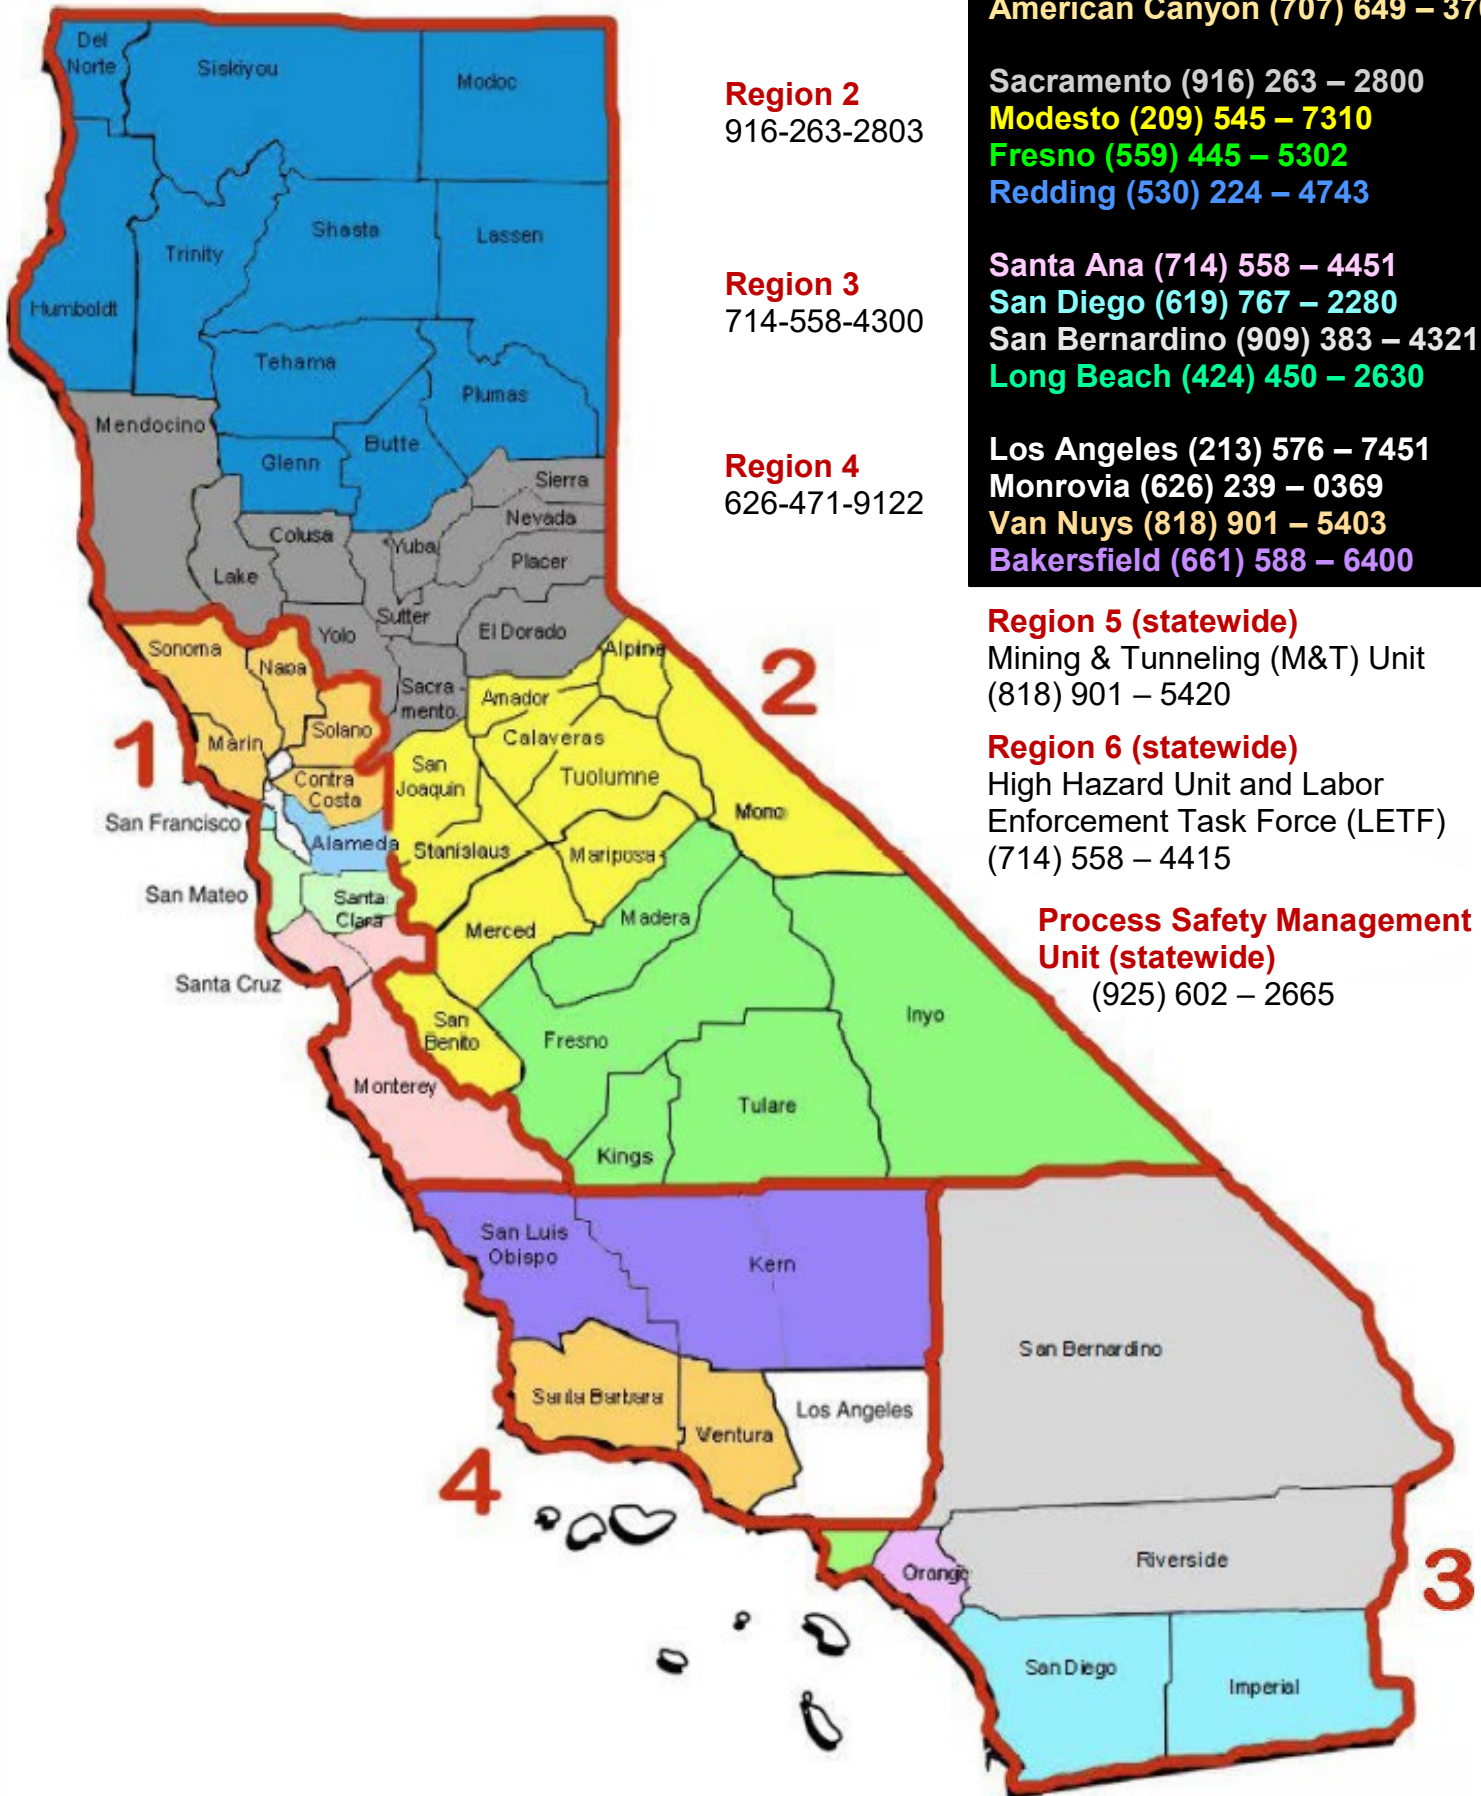 American Canyon (707) 649 – 37
Region 2
916-263-2803
Sacramento (916) 263 – 2800
Modesto (209) 545 – 7310
Fresno (559) 445 – 5302
Redding (530) 224 – 4743
Region 3
714-558-4300
Santa Ana (714) 558 – 4451
San Diego (619) 767 – 2280
San Bernardino (909) 383 – 4321
Long Beach (424) 450 – 2630
Region 4
626-471-9122
Los Angeles (213) 576 – 7451
Monrovia (626) 239 – 0369
Van Nuys (818) 901 – 5403
Bakersfield (661) 588 – 6400
Region 5 (statewide)
Mining & Tunneling (M&T) Unit
(818) 901 – 5420
Region 6 (statewide)
High Hazard Unit and Labor
Enforcement Task Force (LETF)
(714) 558 – 4415
Process Safety Management
Unit (statewide)
(925) 602 – 2665
Del
Norte
Siskiyou
Modoc
Humboldt
Trinity
Shasta
Lassen
Tehama
Plumas
Glenn
Butte
Mendocino
Sierra
Nevada
Colusa
Yuba
Placer
Lake
Sutter
Yolo
El Dorado
Sacra-
mento.
Sonoma
Napa
Solano
Marin
Contra
Costa
1
San Francisco
Alameda
San Mateo
Santa
Clara
Santa Cruz
Monterey
2
Alpine
Amador
Calaveras
San
Joaquin
Tuolumne
Mono
Stanislaus
Mariposa
Merced
Madera
San
Benito
Fresno
Inyo
Kings
Tulare
San Luis
Obispo
Kern
Santa Barbara
Ventura
Los Angeles
4
San Bernardino
Riverside
Orange
San Diego
Imperial
3